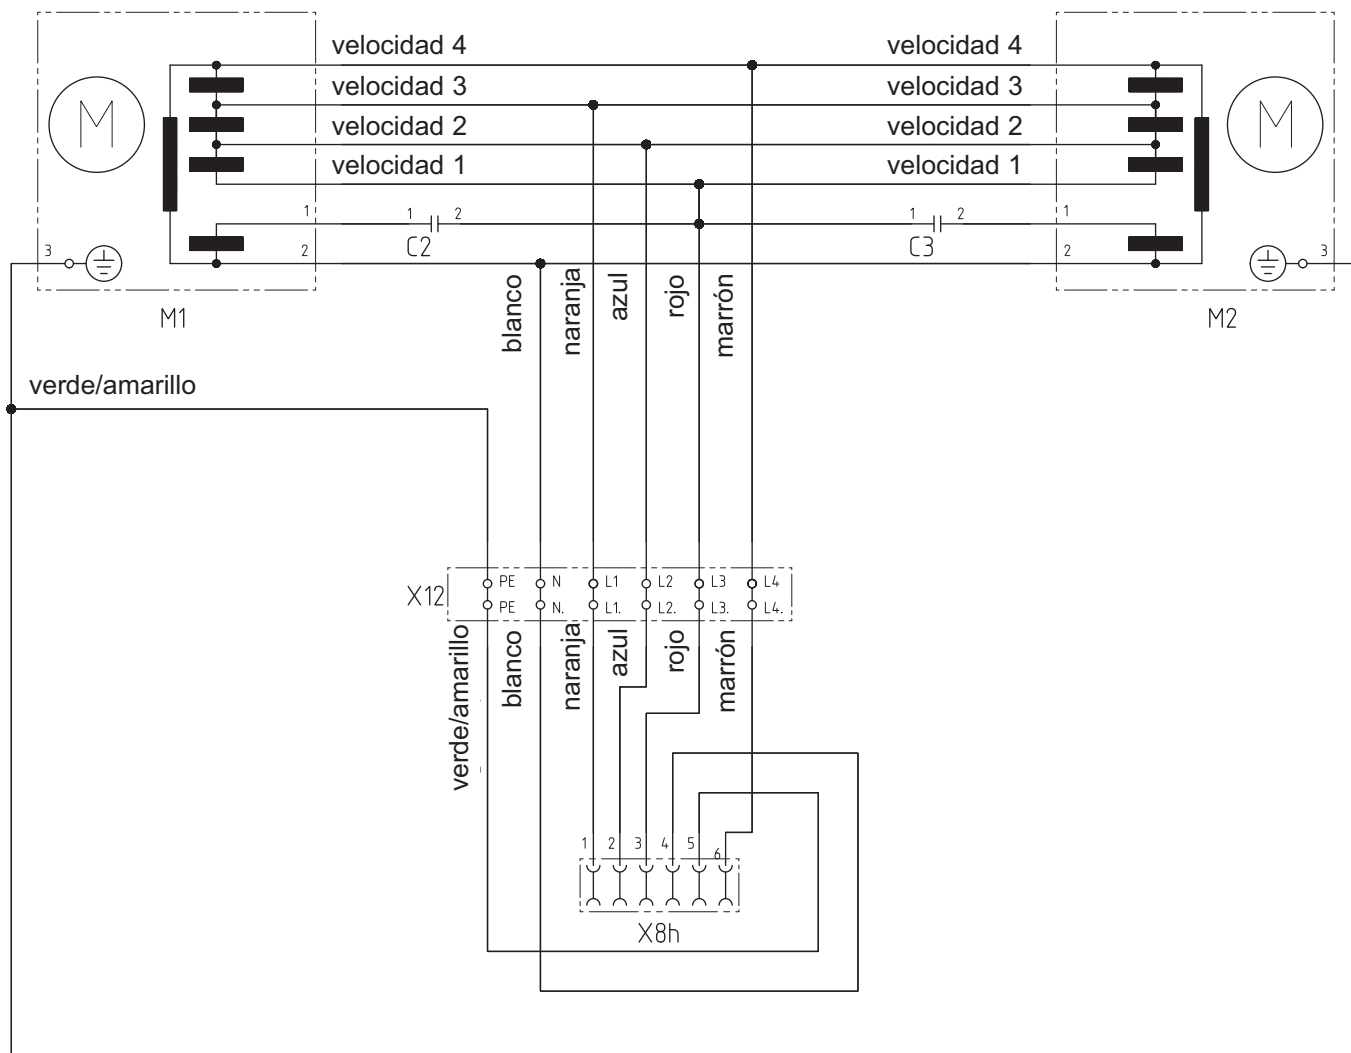 velocidad 4 velocidad 4
velocidad 3 velocidad 3
M M
velocidad 2 velocidad 2
velocidad 1 velocidad 1
1 1 2 1 2 1
C2 C3
3 2 2 3
M1 M2
blanco
naranja
azul
rojo
marrón
verde/amarillo
X12
PE N L1 L2 L3 L4
PE N. L1. L2. L3. L4.
verde/amarillo
blanco
naranja
azul
rojo
marrón
1 2 3 4 5 6
X8h